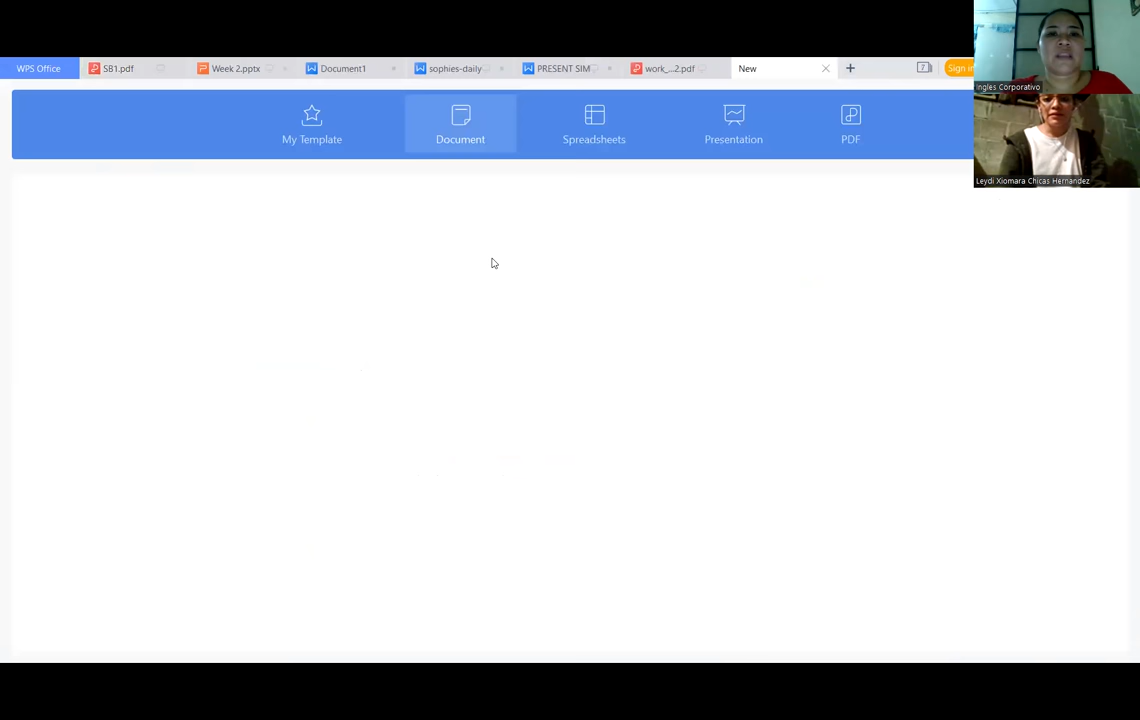 WPS Office SB1.pdf Week 2.pptx Document1 sophies-daily PRESENT SIM work_...2.pdf New 7 Sign in
Ingles Corporativo
My Template Document Spreadsheets Presentation PDF
Leydi Xiomara Chicas Hernandez